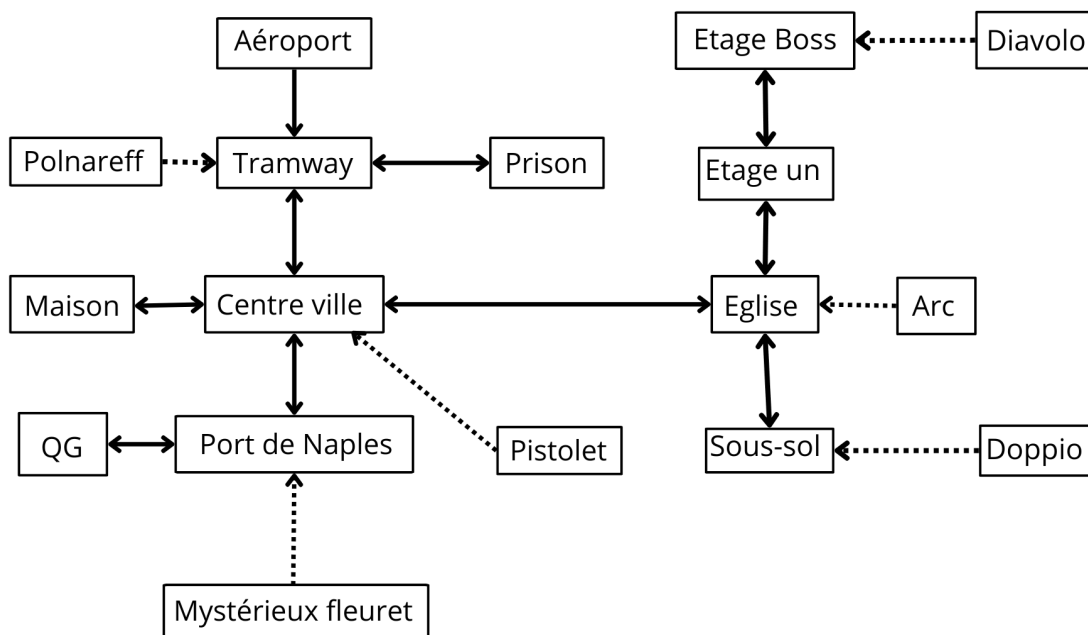 Aéroport
Etage Boss
Diavolo
Polnareff
Tramway
Prison
Etage un
Maison
Centre ville
Eglise
Arc
QG
Port de Naples
Pistolet
Sous-sol
Doppio
Mystérieux fleuret